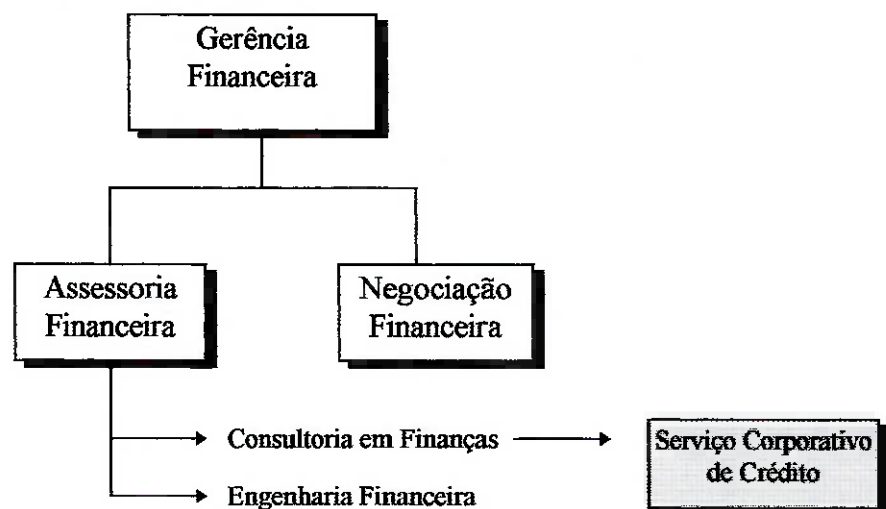 Gerência
Financeira
Assessoria
Financeira
Negociação
Financeira
Consultoria em Finanças
Serviço Corporativo
de Crédito
Engenharia Financeira